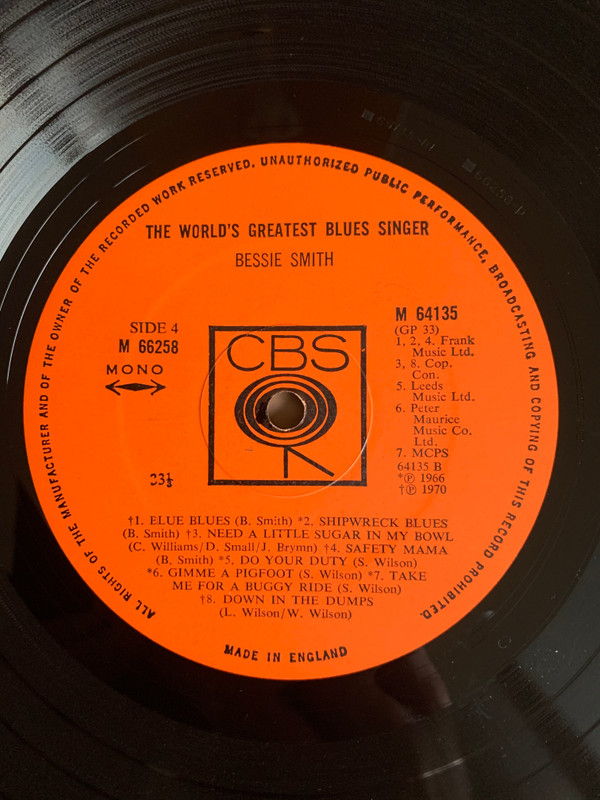 ALL RIGHTS OF THE MANUFACTURER AND OF THE OWNER OF THE RECORDED WORK RESERVED. UNAUTHORIZED PUBLIC PERFORMANCE, BROADCASTING AND COPYING OF THIS RECORD PROHIBITED.
THE WORLD'S GREATEST BLUES SINGER
BESSIE SMITH
SIDE 4
M 66258
MONO
33⅓
CBS
M 64135
(GP 33)
1, 2, 4. Frank
Music Ltd.
3, 8. Cop.
Con.
5. Leeds
Music Ltd.
6. Peter
Maurice
Music Co.
Ltd.
7. MCPS
64135 B
*℗ 1966
†℗ 1970
†1. BLUE BLUES (B. Smith) *2. SHIPWRECK BLUES
(B. Smith) †3. NEED A LITTLE SUGAR IN MY BOWL
(C. Williams/D. Small/J. Brymn) †4. SAFETY MAMA
(B. Smith) *5. DO YOUR DUTY (S. Wilson)
*6. GIMME A PIGFOOT (S. Wilson) *7. TAKE
ME FOR A BUGGY RIDE (S. Wilson)
†8. DOWN IN THE DUMPS
(L. Wilson/W. Wilson)
MADE IN ENGLAND